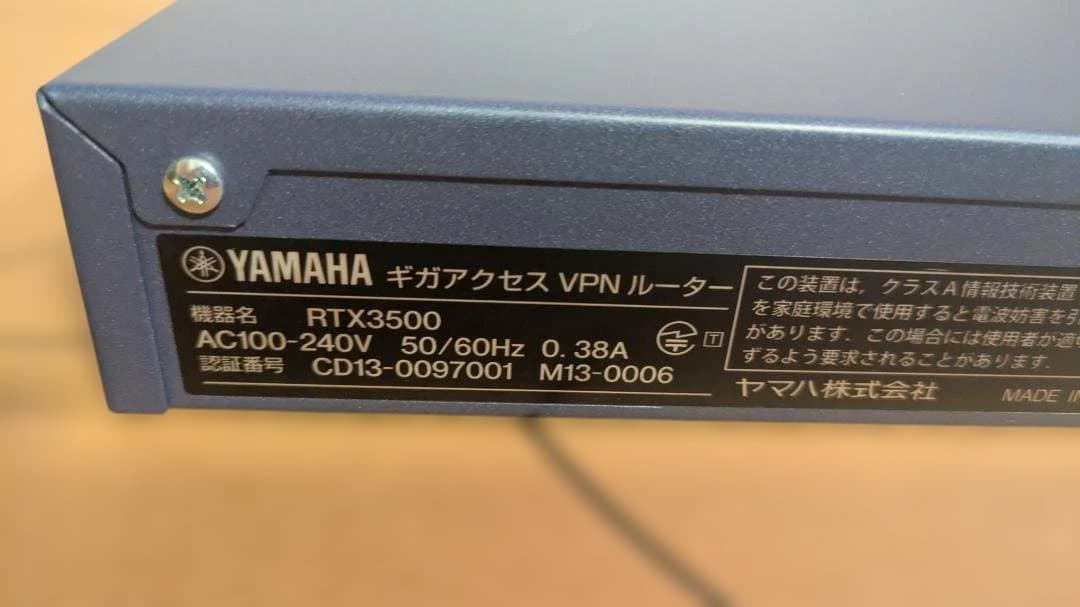 YAMAHA ギガアクセス VPN ルーター
機器名 RTX3500
AC100-240V 50/60Hz 0.38A
T
認証番号 CD13-0097001 M13-0006
この装置は，クラスA情報技術装置
を家庭環境で使用すると電波妨害を引
があります．この場合には使用者が適切
ずるよう要求されることがあります．
ヤマハ株式会社 MADE IN